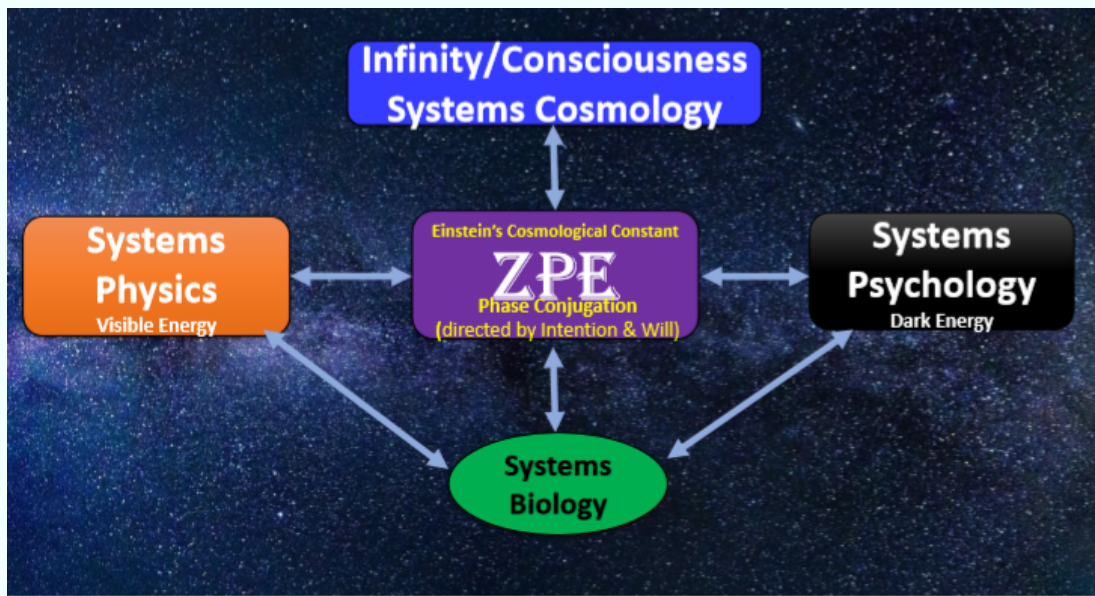 Infinity/Consciousness
Systems Cosmology
Systems
Physics
Visible Energy
Einstein's Cosmological Constant
ZPE
Phase Conjugation
(directed by Intention & Will)
Systems
Psychology
Dark Energy
Systems
Biology